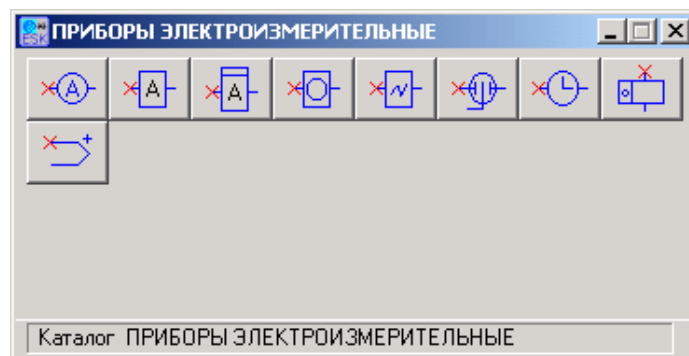 ПРИБОРЫ ЭЛЕКТРОИЗМЕРИТЕЛЬНЫЕ
A A A
Каталог ПРИБОРЫ ЭЛЕКТРОИЗМЕРИТЕЛЬНЫЕ